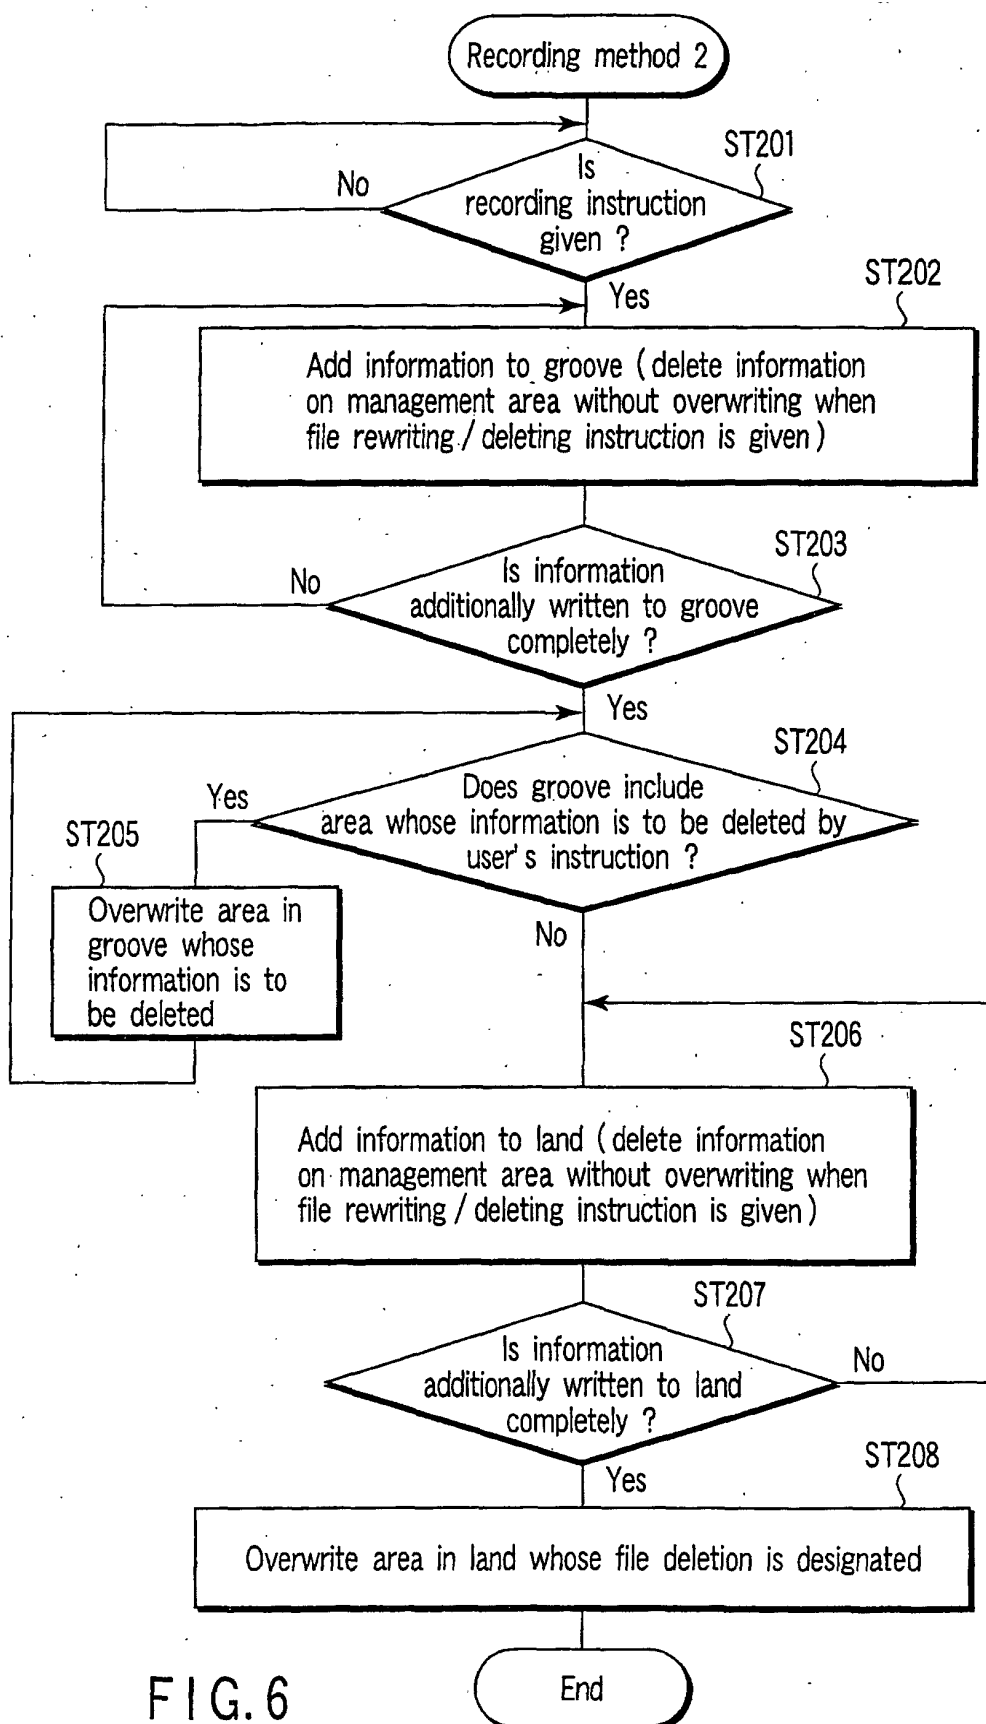 Recording method 2
ST201
No
Is
recording instruction
given ?
Yes
ST202
Add information to groove ( delete information
on management area without overwriting when
file rewriting / deleting instruction is given )
ST203
No
Is information
additionally written to groove
completely ?
Yes
ST204
Yes
Does groove include
area whose information is to be deleted by
user's instruction ?
ST205
Overwrite area in
groove whose
information is to
be deleted
No
ST206
Add information to land ( delete information
on management area without overwriting when
file rewriting / deleting instruction is given )
ST207
Is information
additionally written to land
completely ?
No
Yes
ST208
Overwrite area in land whose file deletion is designated
End
FIG. 6